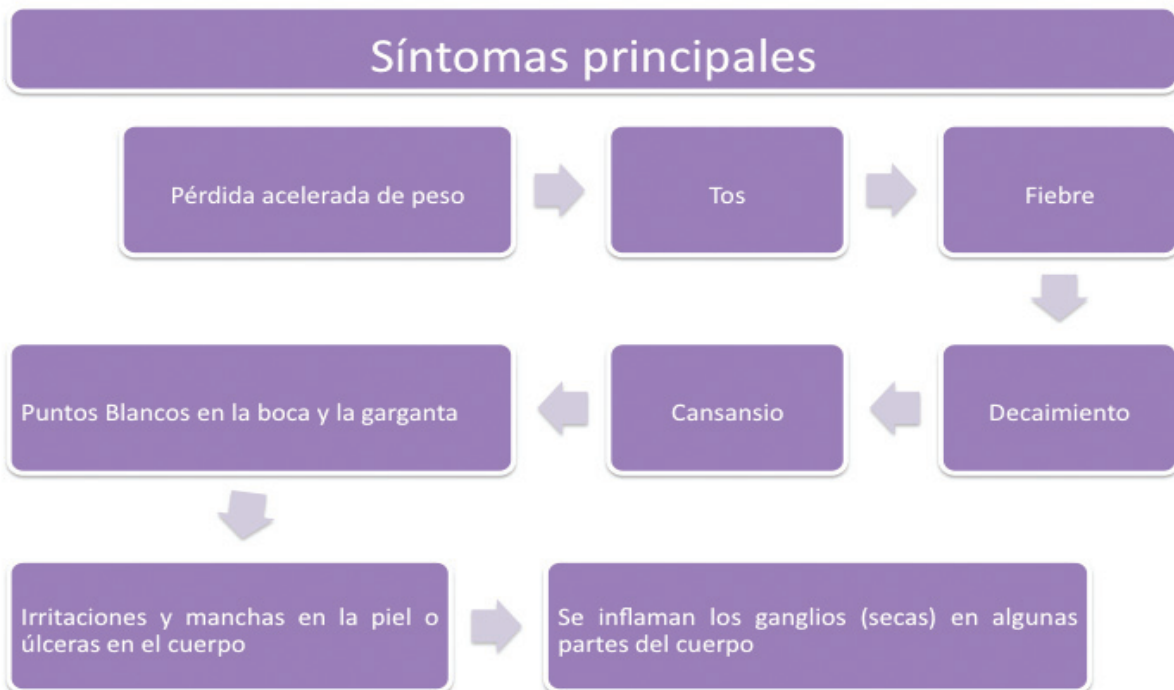 Síntomas principales
Pérdida acelerada de peso
Tos
Fiebre
Decaimiento
Cansansio
Puntos Blancos en la boca y la garganta
Irritaciones y manchas en la piel o
úlceras en el cuerpo
Se inflaman los ganglios (secas) en algunas
partes del cuerpo